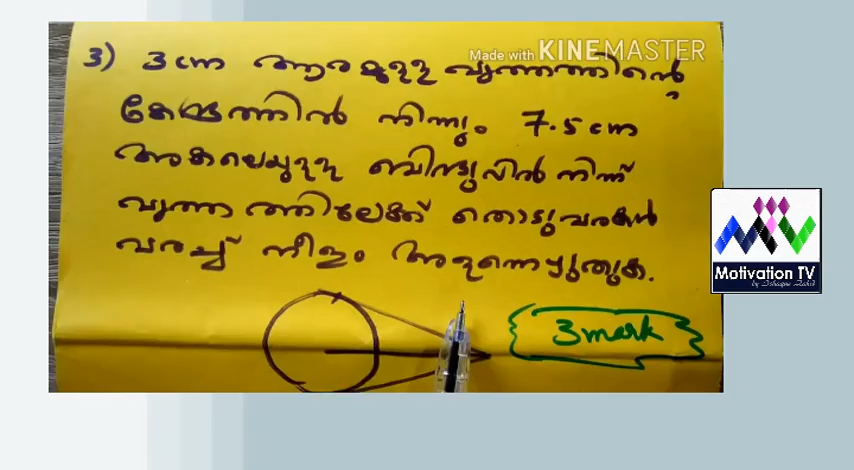 Made with KINEMASTER
3) 3 cm ആരമുള്ള വൃത്തത്തിന്റെ
കേന്ദ്രത്തിൽ നിന്നും 7.5 cm
അകലെയുള്ള ബിന്ദുവിൽ നിന്ന്
വൃത്തത്തിലേക്ക് തൊടുവരകൾ
വരച്ച് നീളം അളന്നെഴുതുക.
3 mark
Motivation TV